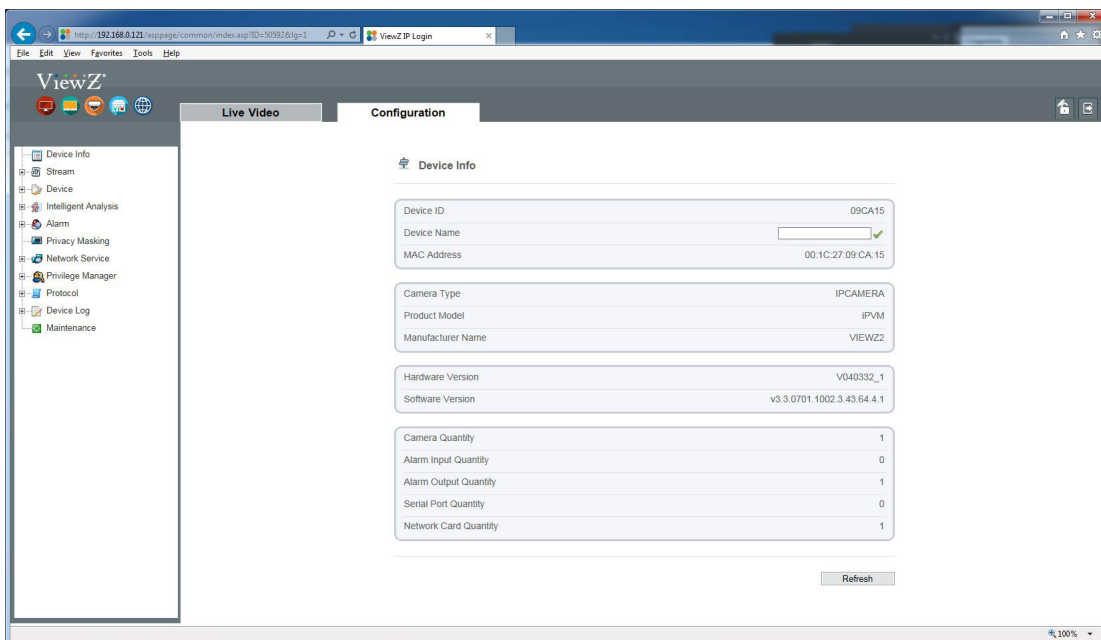 http://192.168.0.121/asppage/common/index.asp?ID=50592&lg=1
ViewZ IP Login
File Edit View Favorites Tools Help
ViewZ
Live Video
Configuration
Device Info
Stream
Device
Intelligent Analysis
Alarm
Privacy Masking
Network Service
Privilege Manager
Protocol
Device Log
Maintenance
Device Info
Device ID 09CA15
Device Name
MAC Address 00:1C:27:09:CA:15
Camera Type IPCAMERA
Product Model iPVM
Manufacturer Name VIEWZ2
Hardware Version V040332_1
Software Version v3.3.0701.1002.3.43.64.4.1
Camera Quantity 1
Alarm Input Quantity 0
Alarm Output Quantity 1
Serial Port Quantity 0
Network Card Quantity 1
Refresh
100%